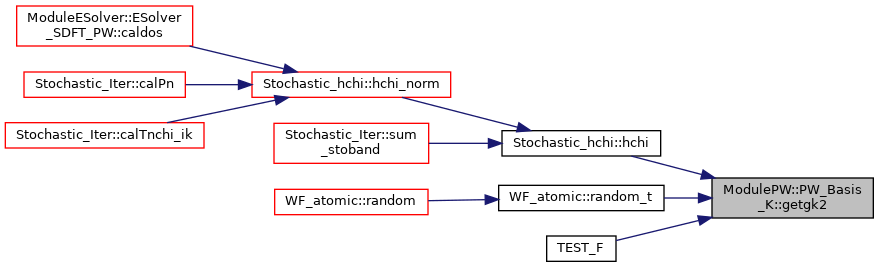 ModuleESolver::ESolver
_SDFT_PW::caldos
Stochastic_Iter::calPn
Stochastic_hchi::hchi_norm
Stochastic_Iter::calTnchi_ik
Stochastic_Iter::sum
_stoband
Stochastic_hchi::hchi
WF_atomic::random
WF_atomic::random_t
ModulePW::PW_Basis
_K::getgk2
TEST_F